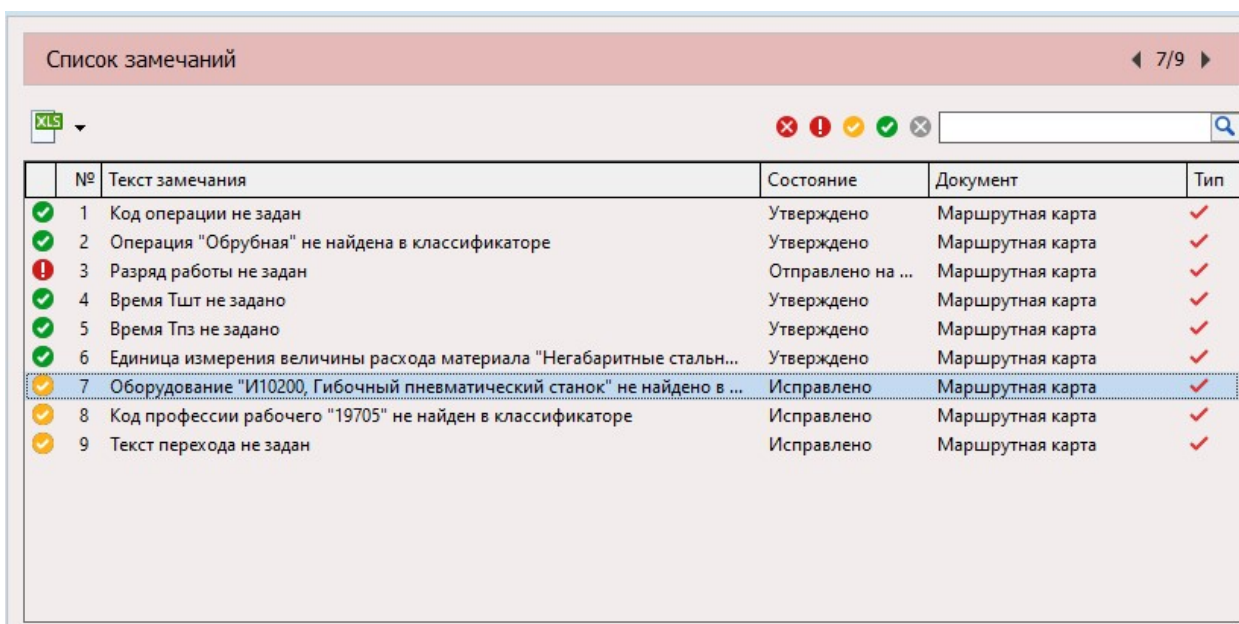 Список замечаний 7/9
XLS
№ Текст замечания Состояние Документ Тип
1 Код операции не задан Утверждено Маршрутная карта
2 Операция "Обрубная" не найдена в классификаторе Утверждено Маршрутная карта
3 Разряд работы не задан Отправлено на ... Маршрутная карта
4 Время Тшт не задано Утверждено Маршрутная карта
5 Время Тпз не задано Утверждено Маршрутная карта
6 Единица измерения величины расхода материала "Негабаритные стальн... Утверждено Маршрутная карта
7 Оборудование "И10200, Гибочный пневматический станок" не найдено в ... Исправлено Маршрутная карта
8 Код профессии рабочего "19705" не найден в классификаторе Исправлено Маршрутная карта
9 Текст перехода не задан Исправлено Маршрутная карта